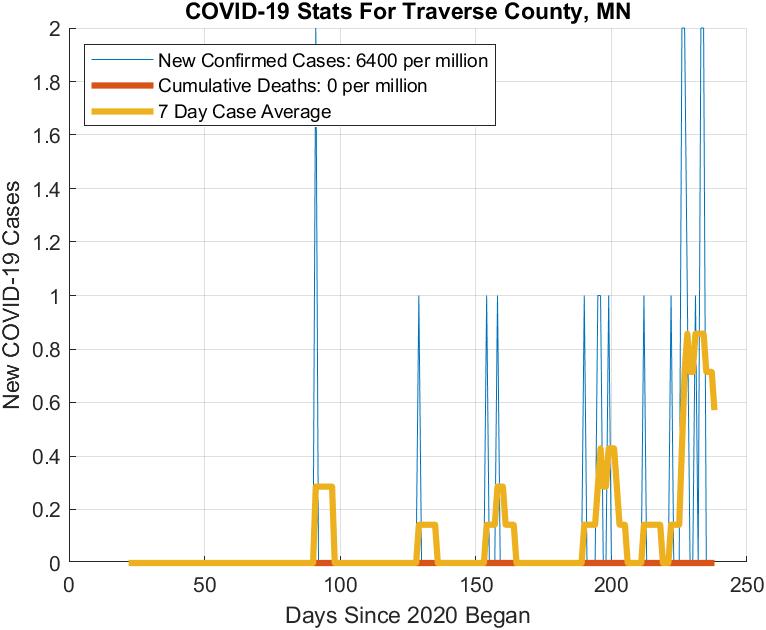 COVID-19 Stats For Traverse County, MN
New Confirmed Cases: 6400 per million
Cumulative Deaths: 0 per million
7 Day Case Average
New COVID-19 Cases
2
1.8
1.6
1.4
1.2
1
0.8
0.6
0.4
0.2
0
0 50 100 150 200 250
Days Since 2020 Began